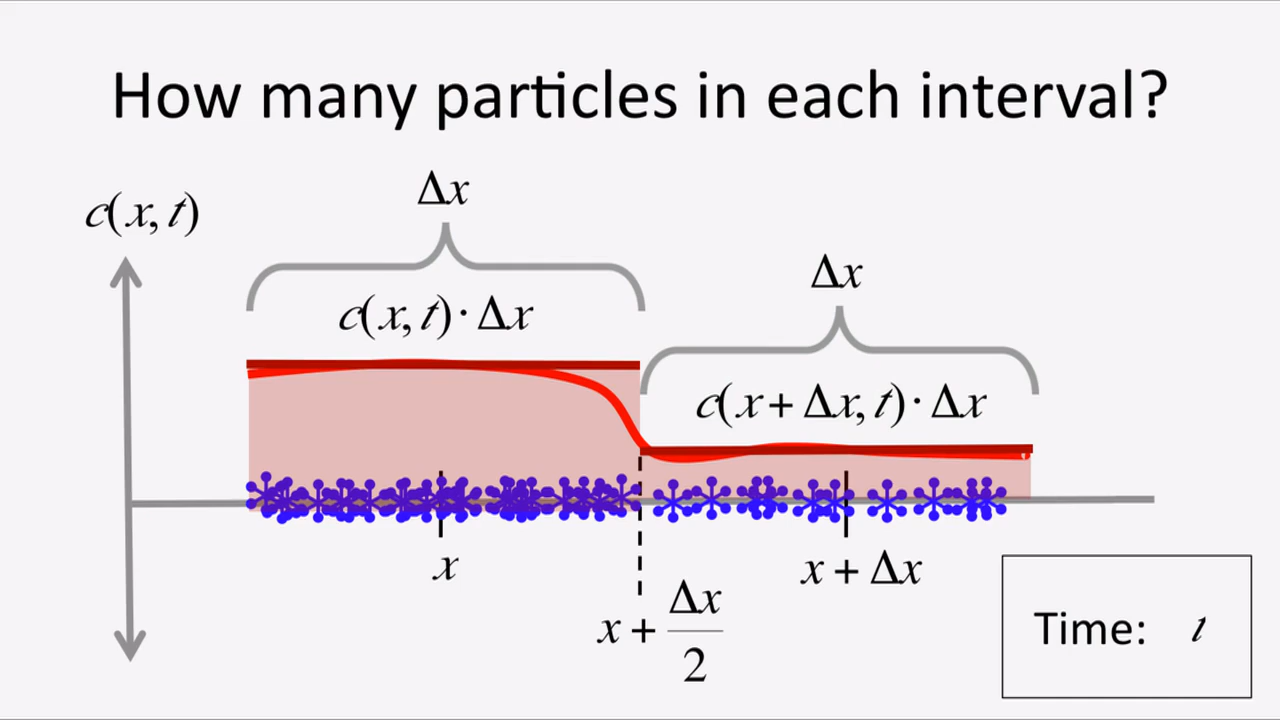 How many particles in each interval?
Δx
c(x, t)
Δx
c(x, t) · Δx
c(x + Δx, t) · Δx
x
x + Δx
x + Δx/2
Time: t